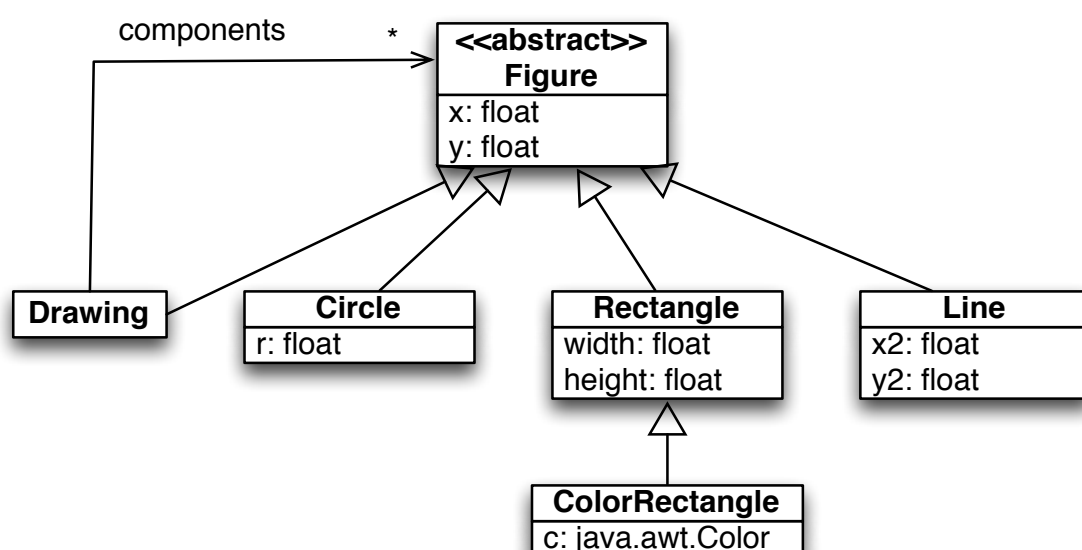 components
*
<<abstract>>
Figure
x: float
y: float
Drawing
Circle
r: float
Rectangle
width: float
height: float
Line
x2: float
y2: float
ColorRectangle
c: java.awt.Color